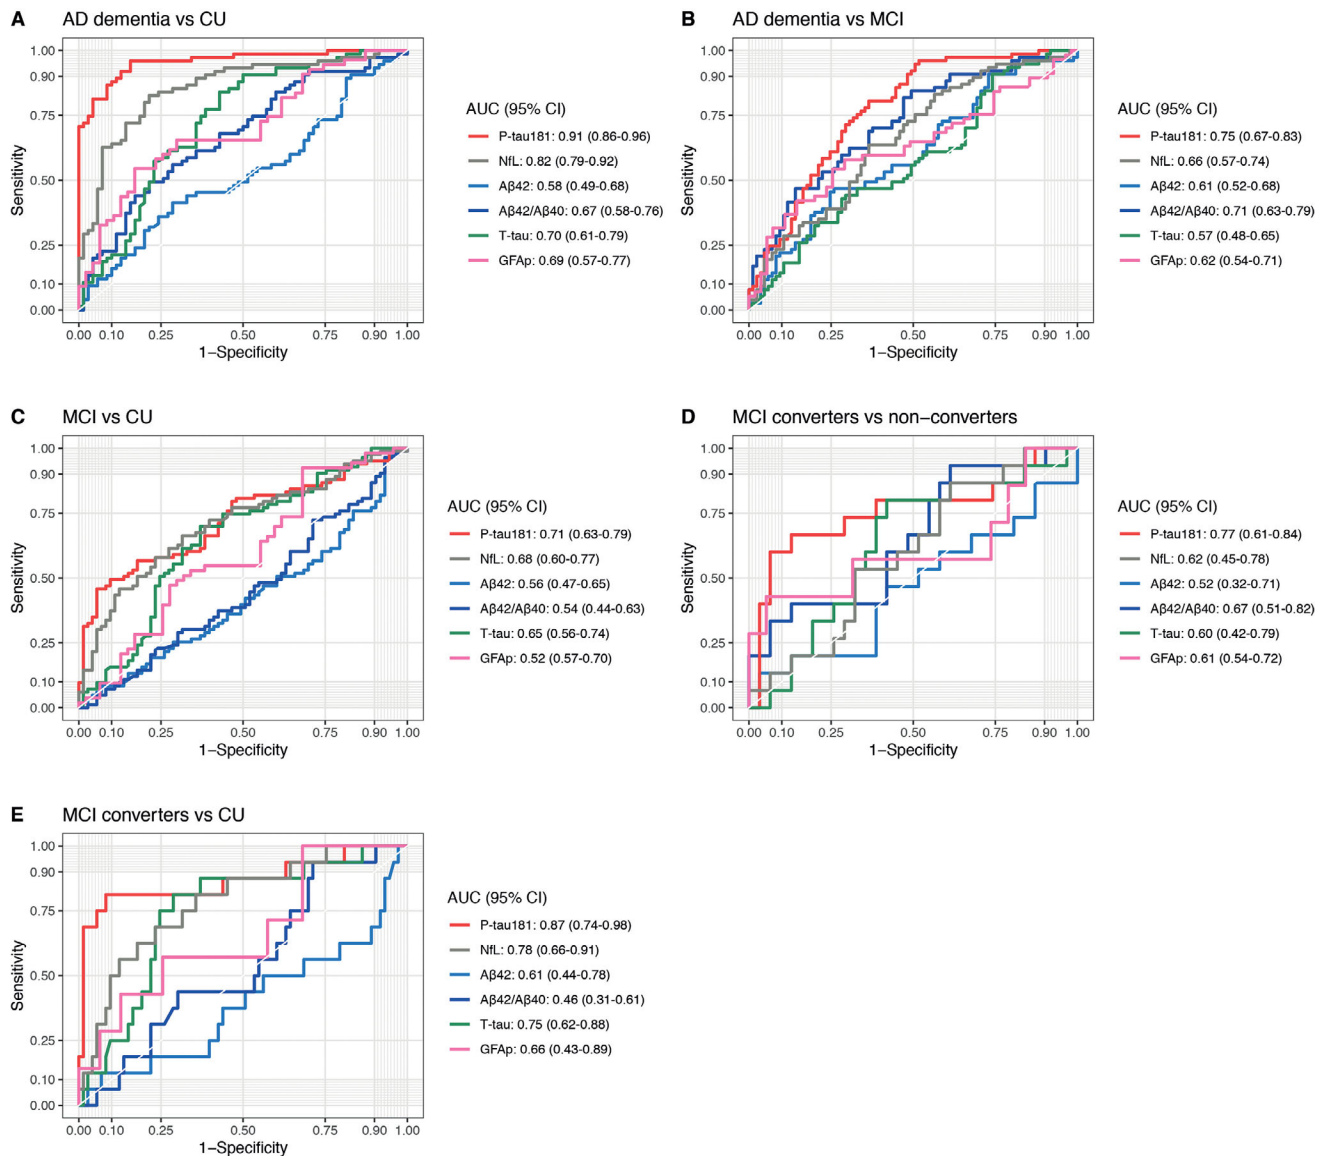 A AD dementia vs CU
1.00
0.90
0.75
0.50
0.25
0.10
0.00
Sensitivity
0.00 0.10 0.25 0.50 0.75 0.90 1.00
1−Specificity
AUC (95% CI)
P-tau181: 0.91 (0.86-0.96)
NfL: 0.82 (0.79-0.92)
Aβ42: 0.58 (0.49-0.68)
Aβ42/Aβ40: 0.67 (0.58-0.76)
T-tau: 0.70 (0.61-0.79)
GFAp: 0.69 (0.57-0.77)
B AD dementia vs MCI
1.00
0.90
0.75
0.50
0.25
0.10
0.00
Sensitivity
0.00 0.10 0.25 0.50 0.75 0.90 1.00
1−Specificity
AUC (95% CI)
P-tau181: 0.75 (0.67-0.83)
NfL: 0.66 (0.57-0.74)
Aβ42: 0.61 (0.52-0.68)
Aβ42/Aβ40: 0.71 (0.63-0.79)
T-tau: 0.57 (0.48-0.65)
GFAp: 0.62 (0.54-0.71)
C MCI vs CU
1.00
0.90
0.75
0.50
0.25
0.10
0.00
Sensitivity
0.00 0.10 0.25 0.50 0.75 0.90 1.00
1−Specificity
AUC (95% CI)
P-tau181: 0.71 (0.63-0.79)
NfL: 0.68 (0.60-0.77)
Aβ42: 0.56 (0.47-0.65)
Aβ42/Aβ40: 0.54 (0.44-0.63)
T-tau: 0.65 (0.56-0.74)
GFAp: 0.52 (0.57-0.70)
D MCI converters vs non−converters
1.00
0.90
0.75
0.50
0.25
0.10
0.00
Sensitivity
0.00 0.10 0.25 0.50 0.75 0.90 1.00
1−Specificity
AUC (95% CI)
P-tau181: 0.77 (0.61-0.84)
NfL: 0.62 (0.45-0.78)
Aβ42: 0.52 (0.32-0.71)
Aβ42/Aβ40: 0.67 (0.51-0.82)
T-tau: 0.60 (0.42-0.79)
GFAp: 0.61 (0.54-0.72)
E MCI converters vs CU
1.00
0.90
0.75
0.50
0.25
0.10
0.00
Sensitivity
0.00 0.10 0.25 0.50 0.75 0.90 1.00
1−Specificity
AUC (95% CI)
P-tau181: 0.87 (0.74-0.98)
NfL: 0.78 (0.66-0.91)
Aβ42: 0.61 (0.44-0.78)
Aβ42/Aβ40: 0.46 (0.31-0.61)
T-tau: 0.75 (0.62-0.88)
GFAp: 0.66 (0.43-0.89)